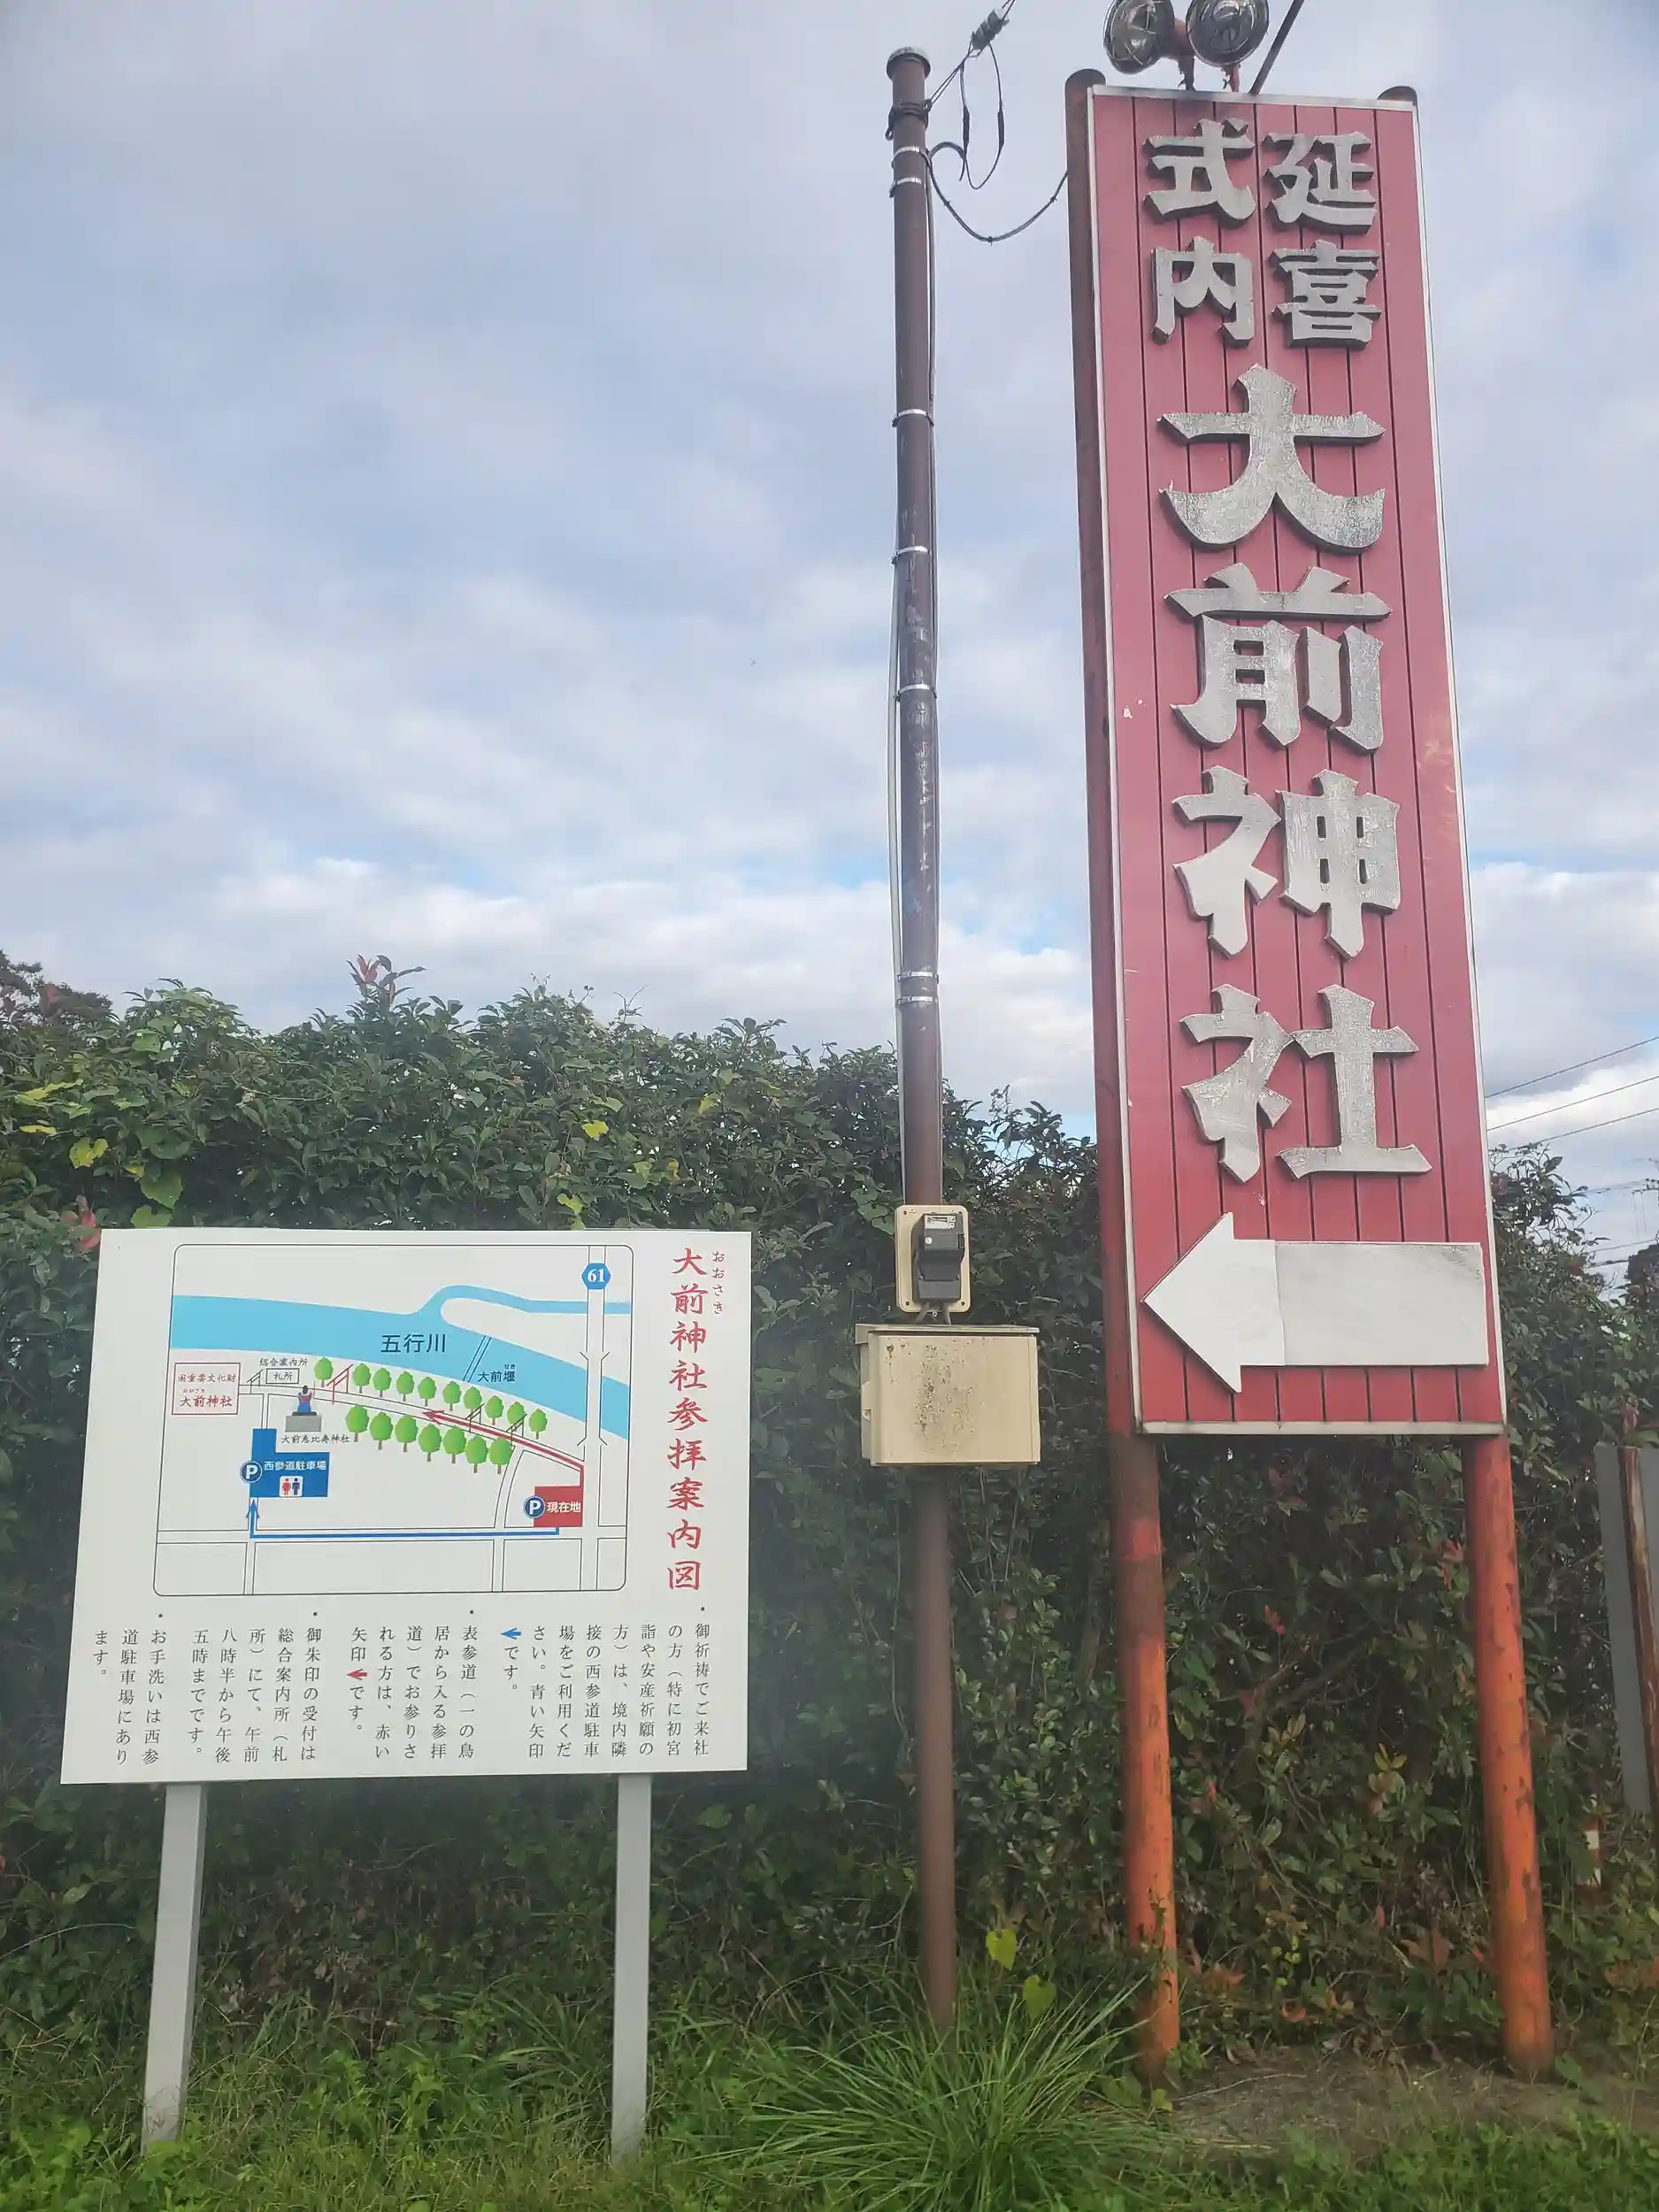 延喜
式内
大前神社
おおさき
大前神社参拝案内図
61
五行川
せき
大前堰
総合案内所
札所
国重要文化財
おおさき
大前神社
大前恵比寿神社
P
西参道駐車場
P
現在地
・御祈祷でご来社
の方（特に初宮
詣や安産祈願の
方）は、境内隣
接の西参道駐車
場をご利用くだ
さい。青い矢印
←です。
・表参道（一の鳥
居から入る参拝
道）でお参りさ
れる方は、赤い
矢印←です。
・御朱印の受付は
総合案内所（札
所）にて、午前
八時半から午後
五時までです。
・お手洗いは西参
道駐車場にあり
ます。